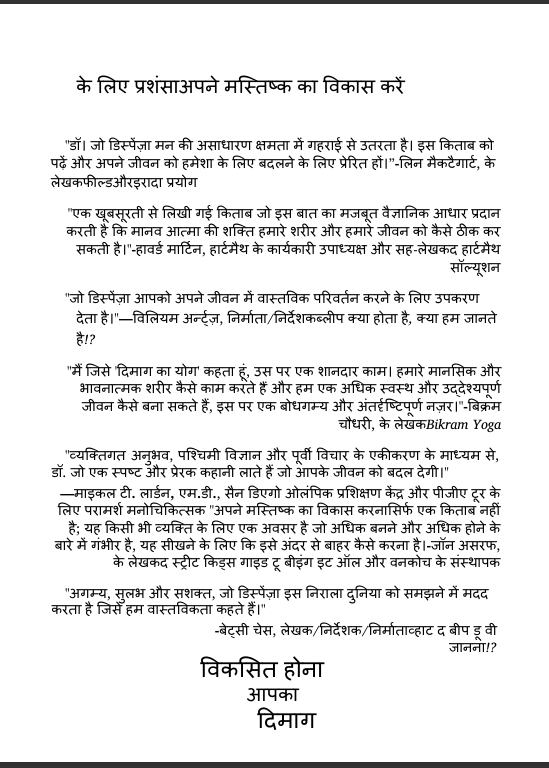 के लिए प्रशंसाअपने मस्तिष्क का विकास करें
"डॉ। जो डिस्पेंज़ा मन की असाधारण क्षमता में गहराई से उतरता है। इस किताब को
पढ़ें और अपने जीवन को हमेशा के लिए बदलने के लिए प्रेरित हों।”-लिन मैकटैगार्ट, के
लेखकफील्डऔरइरादा प्रयोग
"एक खूबसूरती से लिखी गई किताब जो इस बात का मजबूत वैज्ञानिक आधार प्रदान
करती है कि मानव आत्मा की शक्ति हमारे शरीर और हमारे जीवन को कैसे ठीक कर
सकती है।"-हावर्ड मार्टिन, हार्टमैथ के कार्यकारी उपाध्यक्ष और सह-लेखकद हार्टमैथ
सॉल्यूशन
"जो डिस्पेंज़ा आपको अपने जीवन में वास्तविक परिवर्तन करने के लिए उपकरण
देता है।"—विलियम अर्न्ट्ज़, निर्माता/निर्देशकब्लीप क्या होता है, क्या हम जानते
है!?
"मैं जिसे 'दिमाग का योग' कहता हूं, उस पर एक शानदार काम। हमारे मानसिक और
भावनात्मक शरीर कैसे काम करते हैं और हम एक अधिक स्वस्थ और उद्देश्यपूर्ण
जीवन कैसे बना सकते हैं, इस पर एक बोधगम्य और अंतर्दृष्टिपूर्ण नज़र।"-बिक्रम
चौधरी, के लेखकBikram Yoga
"व्यक्तिगत अनुभव, पश्चिमी विज्ञान और पूर्वी विचार के एकीकरण के माध्यम से,
डॉ. जो एक स्पष्ट और प्रेरक कहानी लाते हैं जो आपके जीवन को बदल देगी।"
—माइकल टी. लार्डन, एम.डी., सैन डिएगो ओलंपिक प्रशिक्षण केंद्र और पीजीए टूर के
लिए परामर्श मनोचिकित्सक "अपने मस्तिष्क का विकास करनासिर्फ एक किताब नहीं
है; यह किसी भी व्यक्ति के लिए एक अवसर है जो अधिक बनने और अधिक होने के
बारे में गंभीर है, यह सीखने के लिए कि इसे अंदर से बाहर कैसे करना है।-जॉन असरफ,
के लेखकद स्ट्रीट किड्स गाइड टू बीइंग इट ऑल और वनकोच के संस्थापक
"अगम्य, सुलभ और सशक्त, जो डिस्पेंज़ा इस निराला दुनिया को समझने में मदद
करता है जिसे हम वास्तविकता कहते हैं।"
-बेट्सी चेस, लेखक/निर्देशक/निर्माताव्हाट द बीप डू वी
जानना!?
विकसित होना
आपका
दिमाग